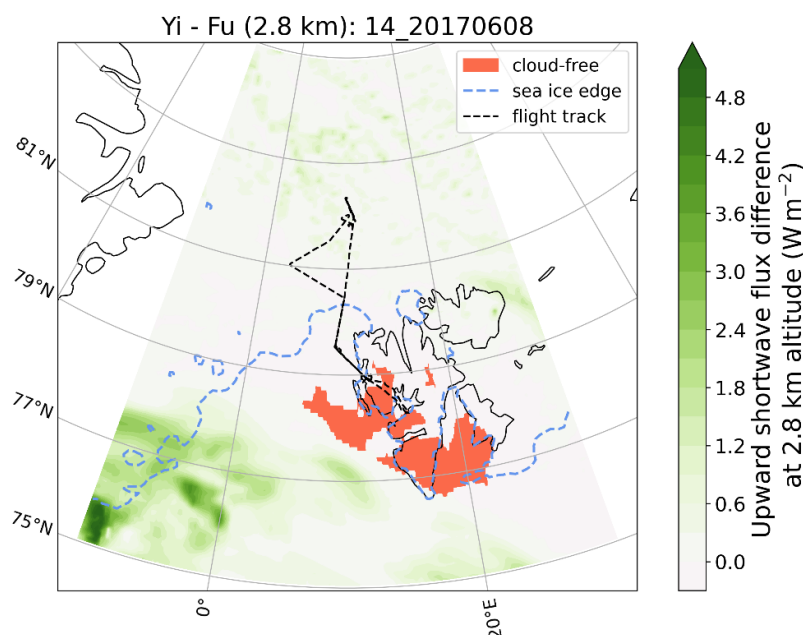 Yi - Fu (2.8 km): 14_20170608
cloud-free
sea ice edge
flight track
81°N
79°N
77°N
75°N
0°
20°E
4.8
4.2
3.6
3.0
2.4
1.8
1.2
0.6
0.0
Upward shortwave flux difference
at 2.8 km altitude (W m⁻²)